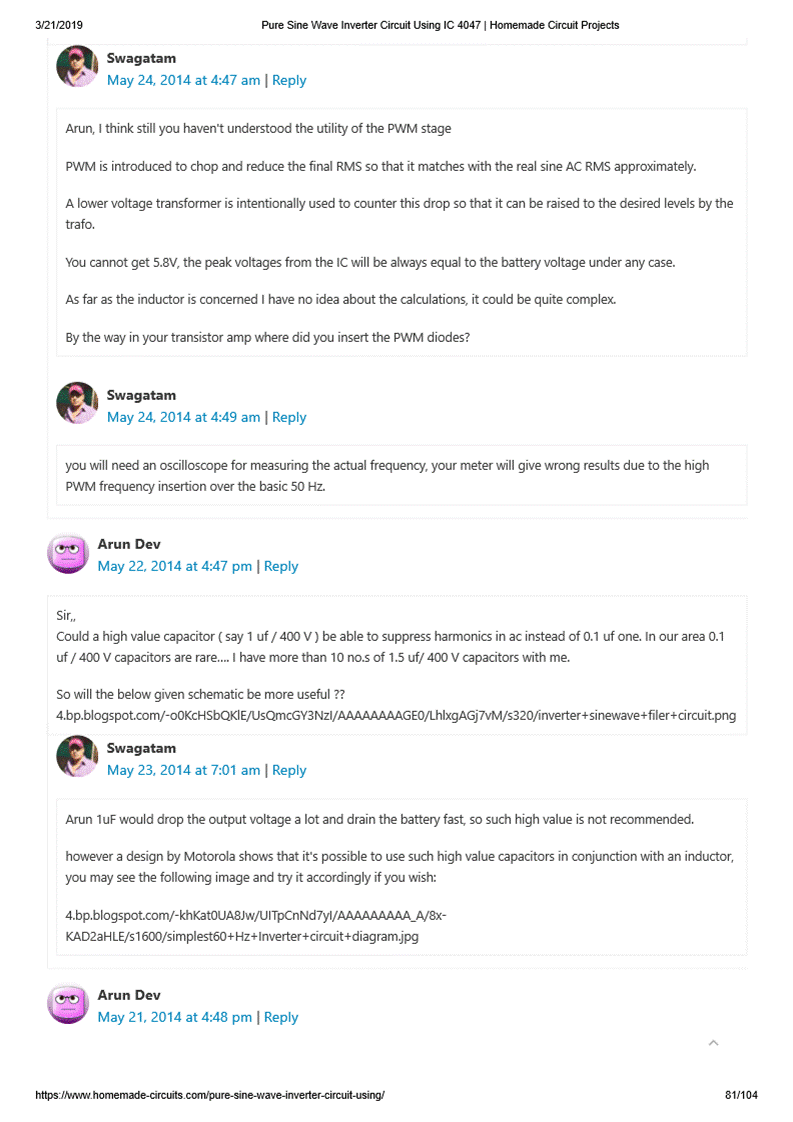 3/21/2019 Pure Sine Wave Inverter Circuit Using IC 4047 | Homemade Circuit Projects
Swagatam
May 24, 2014 at 4:47 am | Reply
Arun, I think still you haven't understood the utility of the PWM stage
PWM is introduced to chop and reduce the final RMS so that it matches with the real sine AC RMS approximately.
A lower voltage transformer is intentionally used to counter this drop so that it can be raised to the desired levels by the
trafo.
You cannot get 5.8V, the peak voltages from the IC will be always equal to the battery voltage under any case.
As far as the inductor is concerned I have no idea about the calculations, it could be quite complex.
By the way in your transistor amp where did you insert the PWM diodes?
Swagatam
May 24, 2014 at 4:49 am | Reply
you will need an oscilloscope for measuring the actual frequency, your meter will give wrong results due to the high
PWM frequency insertion over the basic 50 Hz.
Arun Dev
May 22, 2014 at 4:47 pm | Reply
Sir,,
Could a high value capacitor ( say 1 uf / 400 V ) be able to suppress harmonics in ac instead of 0.1 uf one. In our area 0.1
uf / 400 V capacitors are rare.... I have more than 10 no.s of 1.5 uf/ 400 V capacitors with me.
So will the below given schematic be more useful ??
4.bp.blogspot.com/-o0KcHSbQKlE/UsQmcGY3NzI/AAAAAAAAGE0/LhlxgAGj7vM/s320/inverter+sinewave+filer+circuit.png
Swagatam
May 23, 2014 at 7:01 am | Reply
Arun 1uF would drop the output voltage a lot and drain the battery fast, so such high value is not recommended.
however a design by Motorola shows that it's possible to use such high value capacitors in conjunction with an inductor,
you may see the following image and try it accordingly if you wish:
4.bp.blogspot.com/-khKat0UA8Jw/UITpCnNd7yI/AAAAAAAAA_A/8x-
KAD2aHLE/s1600/simplest60+Hz+Inverter+circuit+diagram.jpg
Arun Dev
May 21, 2014 at 4:48 pm | Reply
https://www.homemade-circuits.com/pure-sine-wave-inverter-circuit-using/ 81/104